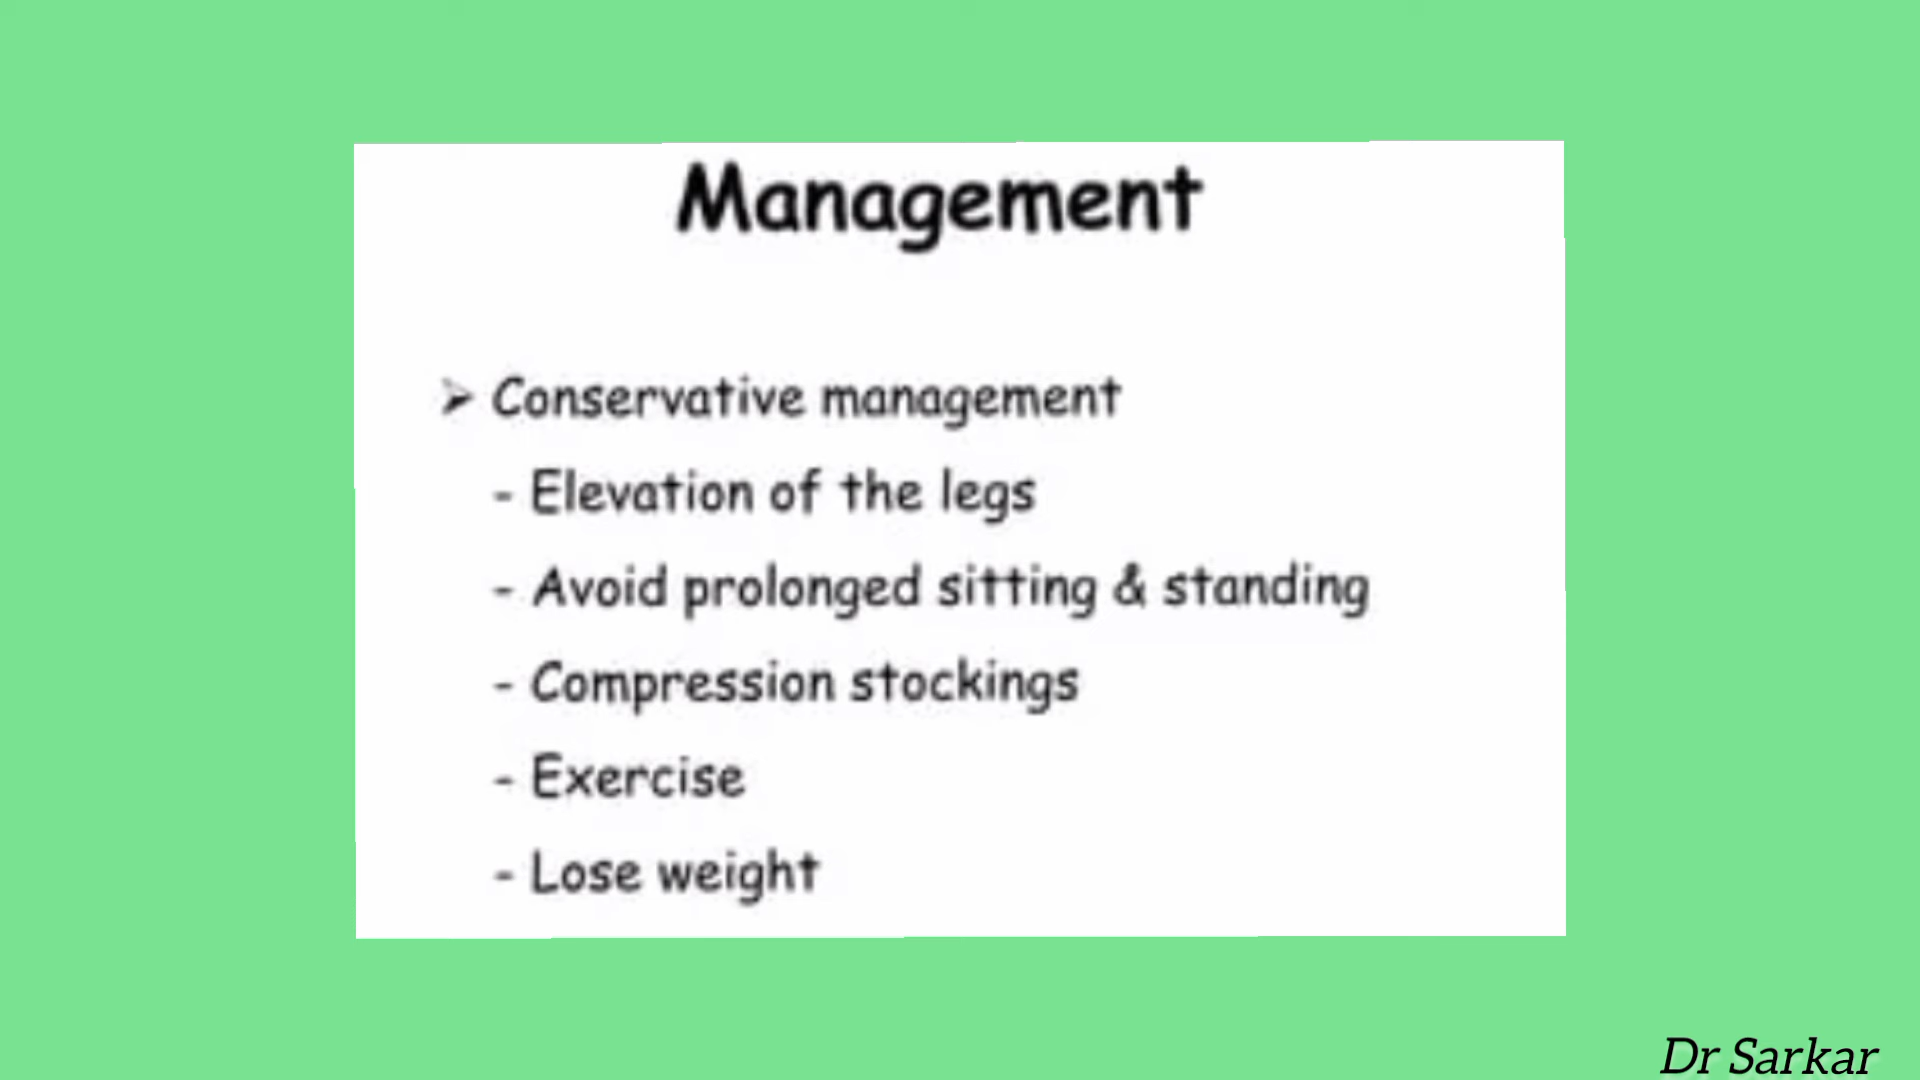 Management
➤ Conservative management
- Elevation of the legs
- Avoid prolonged sitting & standing
- Compression stockings
- Exercise
- Lose weight
Dr Sarkar